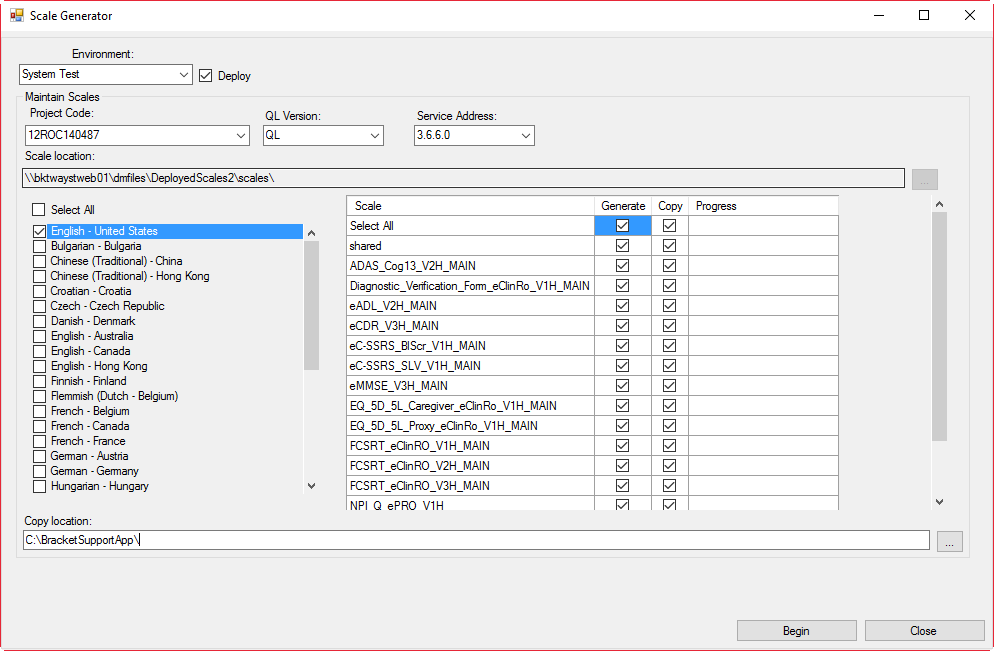 Scale Generator
Environment:
System Test
Deploy
Maintain Scales
Project Code:
QL Version:
Service Address:
12ROC140487
QL
3.6.6.0
Scale location:
\\bktwaystweb01\dmfiles\DeployedScales2\scales\
...
Select All
English - United States
Bulgarian - Bulgaria
Chinese (Traditional) - China
Chinese (Traditional) - Hong Kong
Croatian - Croatia
Czech - Czech Republic
Danish - Denmark
English - Australia
English - Canada
English - Hong Kong
Finnish - Finland
Flemmish (Dutch - Belgium)
French - Belgium
French - Canada
French - France
German - Austria
German - Germany
Hungarian - Hungary
Scale Generate Copy Progress
Select All
shared
ADAS_Cog13_V2H_MAIN
Diagnostic_Verification_Form_eClinRo_V1H_MAIN
eADL_V2H_MAIN
eCDR_V3H_MAIN
eC-SSRS_BlScr_V1H_MAIN
eC-SSRS_SLV_V1H_MAIN
eMMSE_V3H_MAIN
EQ_5D_5L_Caregiver_eClinRo_V1H_MAIN
EQ_5D_5L_Proxy_eClinRo_V1H_MAIN
FCSRT_eClinRO_V1H_MAIN
FCSRT_eClinRO_V2H_MAIN
FCSRT_eClinRO_V3H_MAIN
NPI_Q_ePRO_V1H
Copy location:
C:\BracketSupportApp\
...
Begin
Close